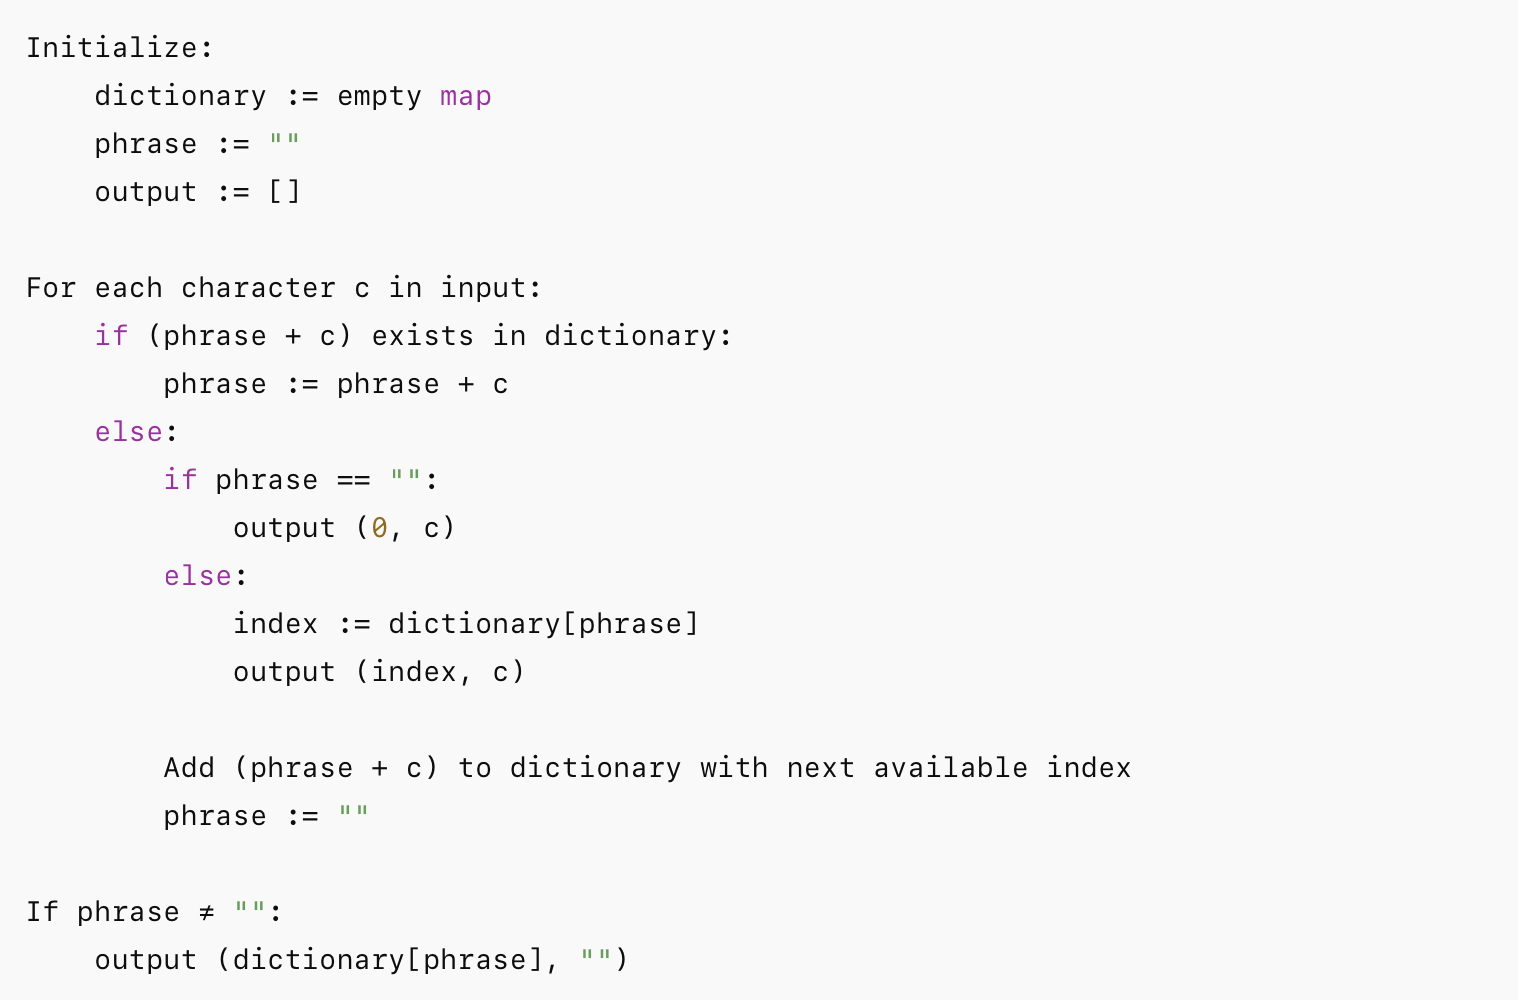 Initialize:
    dictionary := empty map
    phrase := ""
    output := []

For each character c in input:
    if (phrase + c) exists in dictionary:
        phrase := phrase + c
    else:
        if phrase == "":
            output (0, c)
        else:
            index := dictionary[phrase]
            output (index, c)

        Add (phrase + c) to dictionary with next available index
        phrase := ""

If phrase ≠ "":
    output (dictionary[phrase], "")